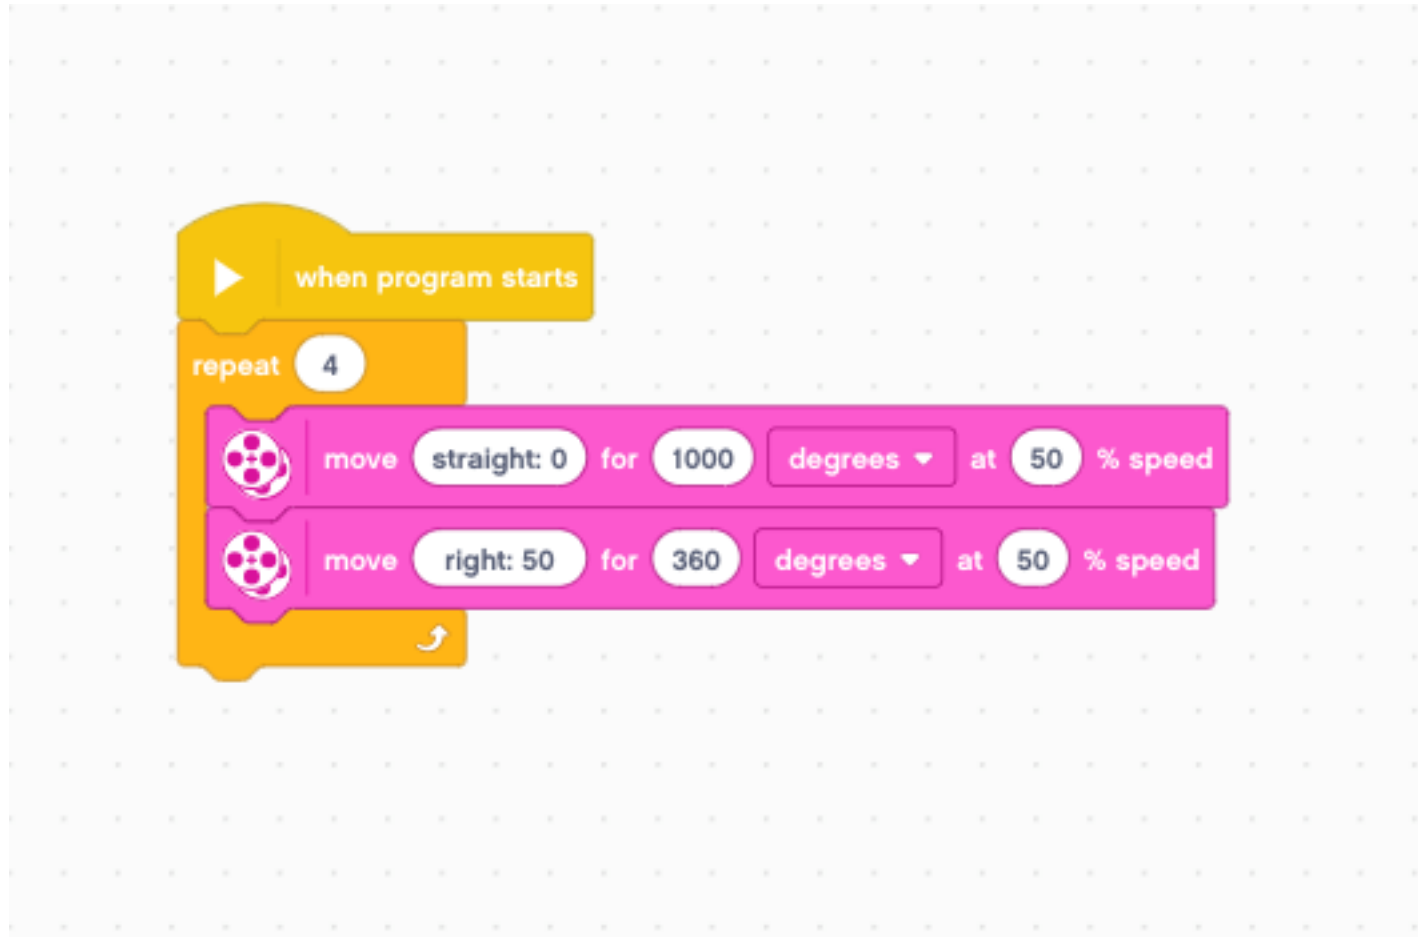 when program starts
repeat 4
move straight: 0 for 1000 degrees at 50 % speed
move right: 50 for 360 degrees at 50 % speed